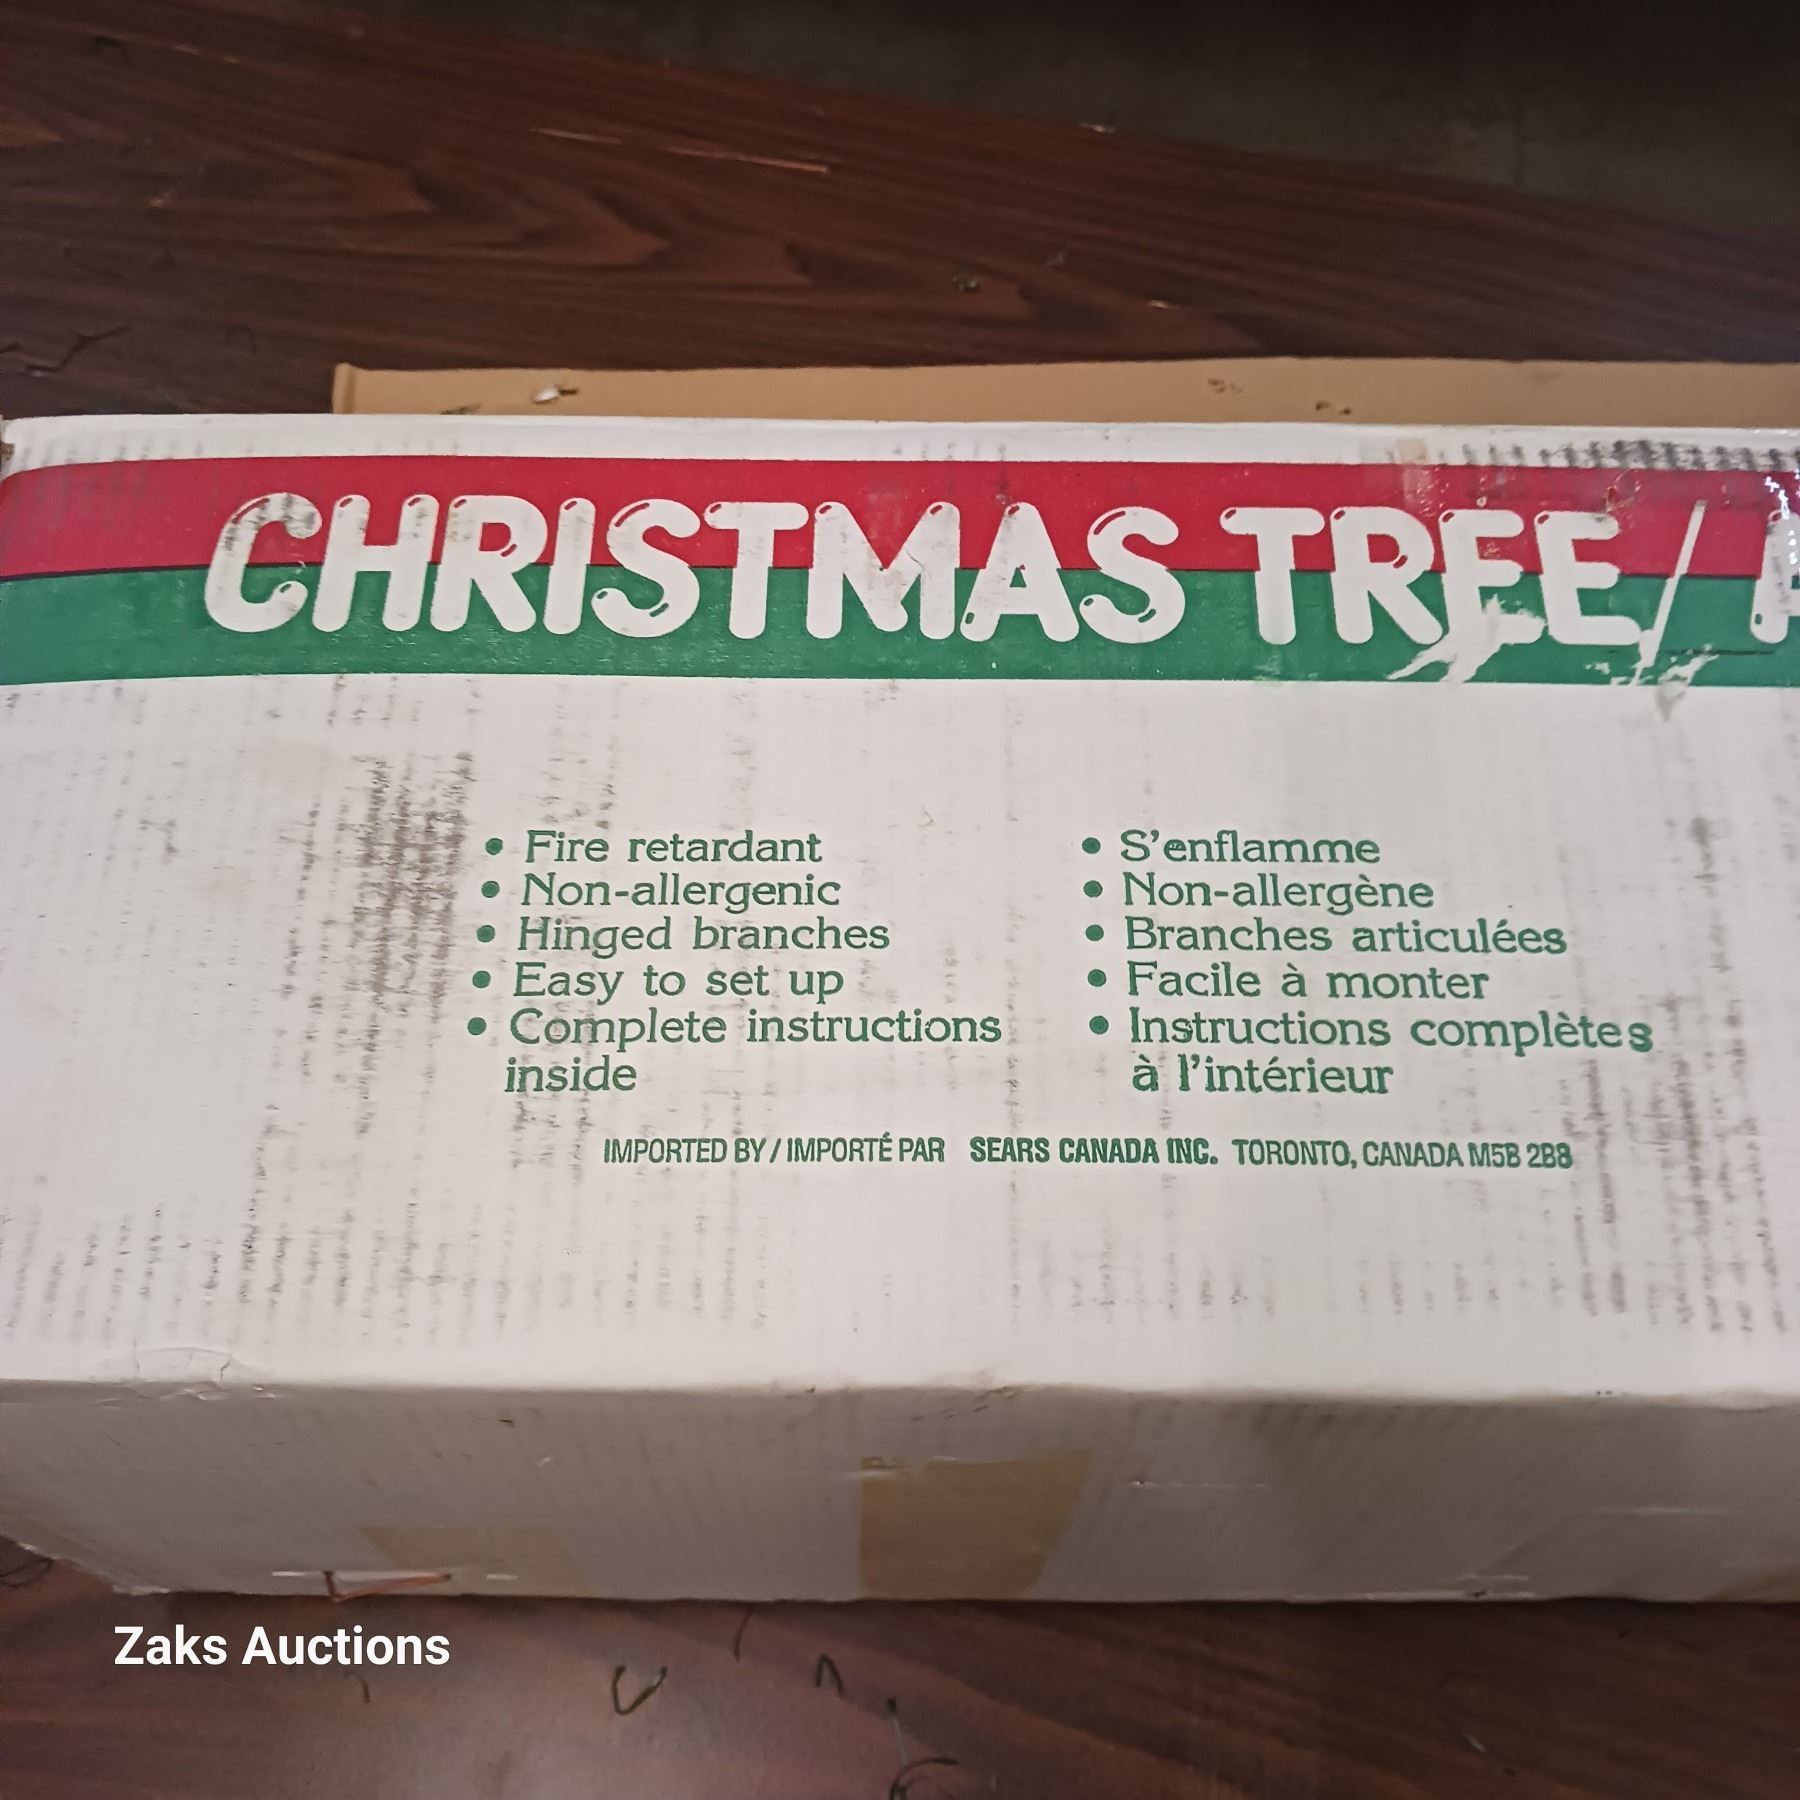 CHRISTMAS TREE/
• Fire retardant
• Non-allergenic
• Hinged branches
• Easy to set up
• Complete instructions
inside
• S'enflamme
• Non-allergène
• Branches articulées
• Facile à monter
• Instructions complètes
à l'intérieur
IMPORTED BY / IMPORTÉ PAR SEARS CANADA INC. TORONTO, CANADA M5B 2B8
Zaks Auctions